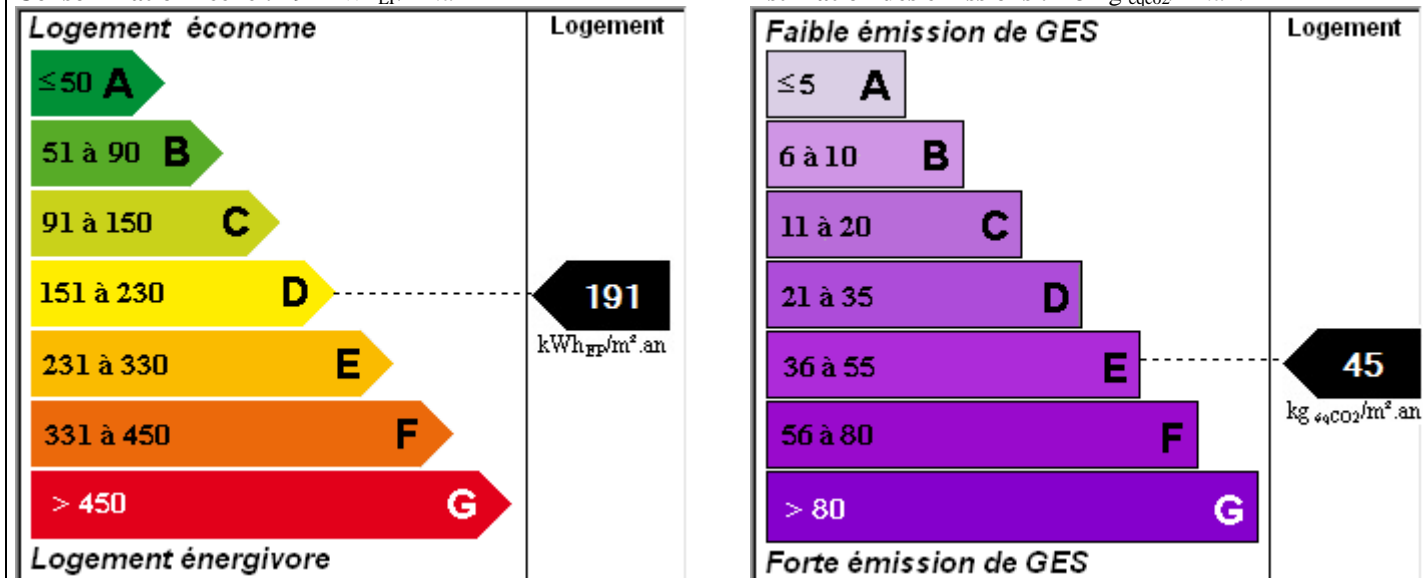 Logement économe
Logement
≤50 A
51 à 90 B
91 à 150 C
151 à 230 D
191
kWhEP/m².an
231 à 330 E
331 à 450 F
> 450 G
Logement énergivore
Faible émission de GES
Logement
≤5 A
6 à 10 B
11 à 20 C
21 à 35 D
36 à 55 E
45
kg éqCO2/m².an
56 à 80 F
> 80 G
Forte émission de GES